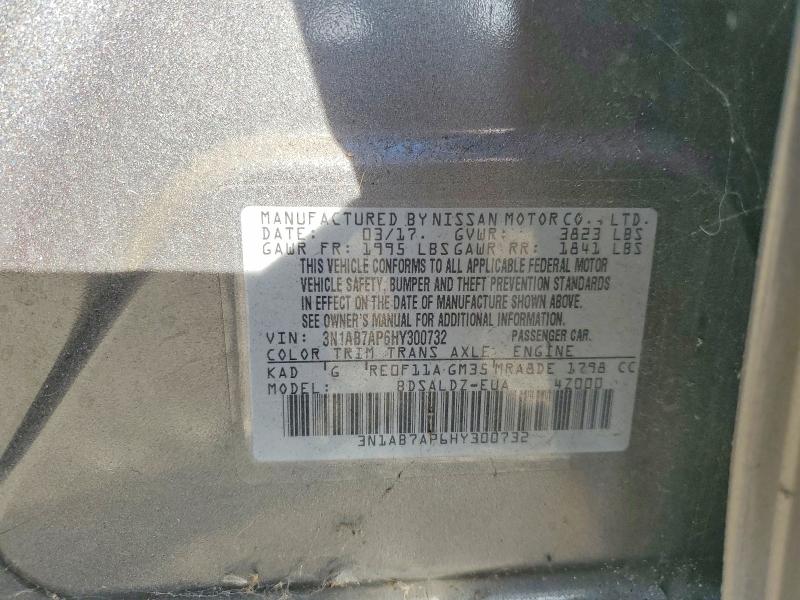 MANUFACTURED BY NISSAN MOTOR CO., LTD.
DATE: 03/17. GVWR: 3823 LBS
GAWR FR: 1995 LBS GAWR RR: 1841 LBS
THIS VEHICLE CONFORMS TO ALL APPLICABLE FEDERAL MOTOR
VEHICLE SAFETY, BUMPER AND THEFT PREVENTION STANDARDS
IN EFFECT ON THE DATE OF MANUFACTURE SHOWN ABOVE.
SEE OWNER'S MANUAL FOR ADDITIONAL INFORMATION.
VIN: 3N1AB7AP6HY300732 PASSENGER CAR.
COLOR TRIM TRANS AXLE: ENGINE
KAD G RE0F11A GM35 MRA8DE 1798 CC
MODEL: BDSALDZ-EUA 4Z000
3N1AB7AP6HY300732